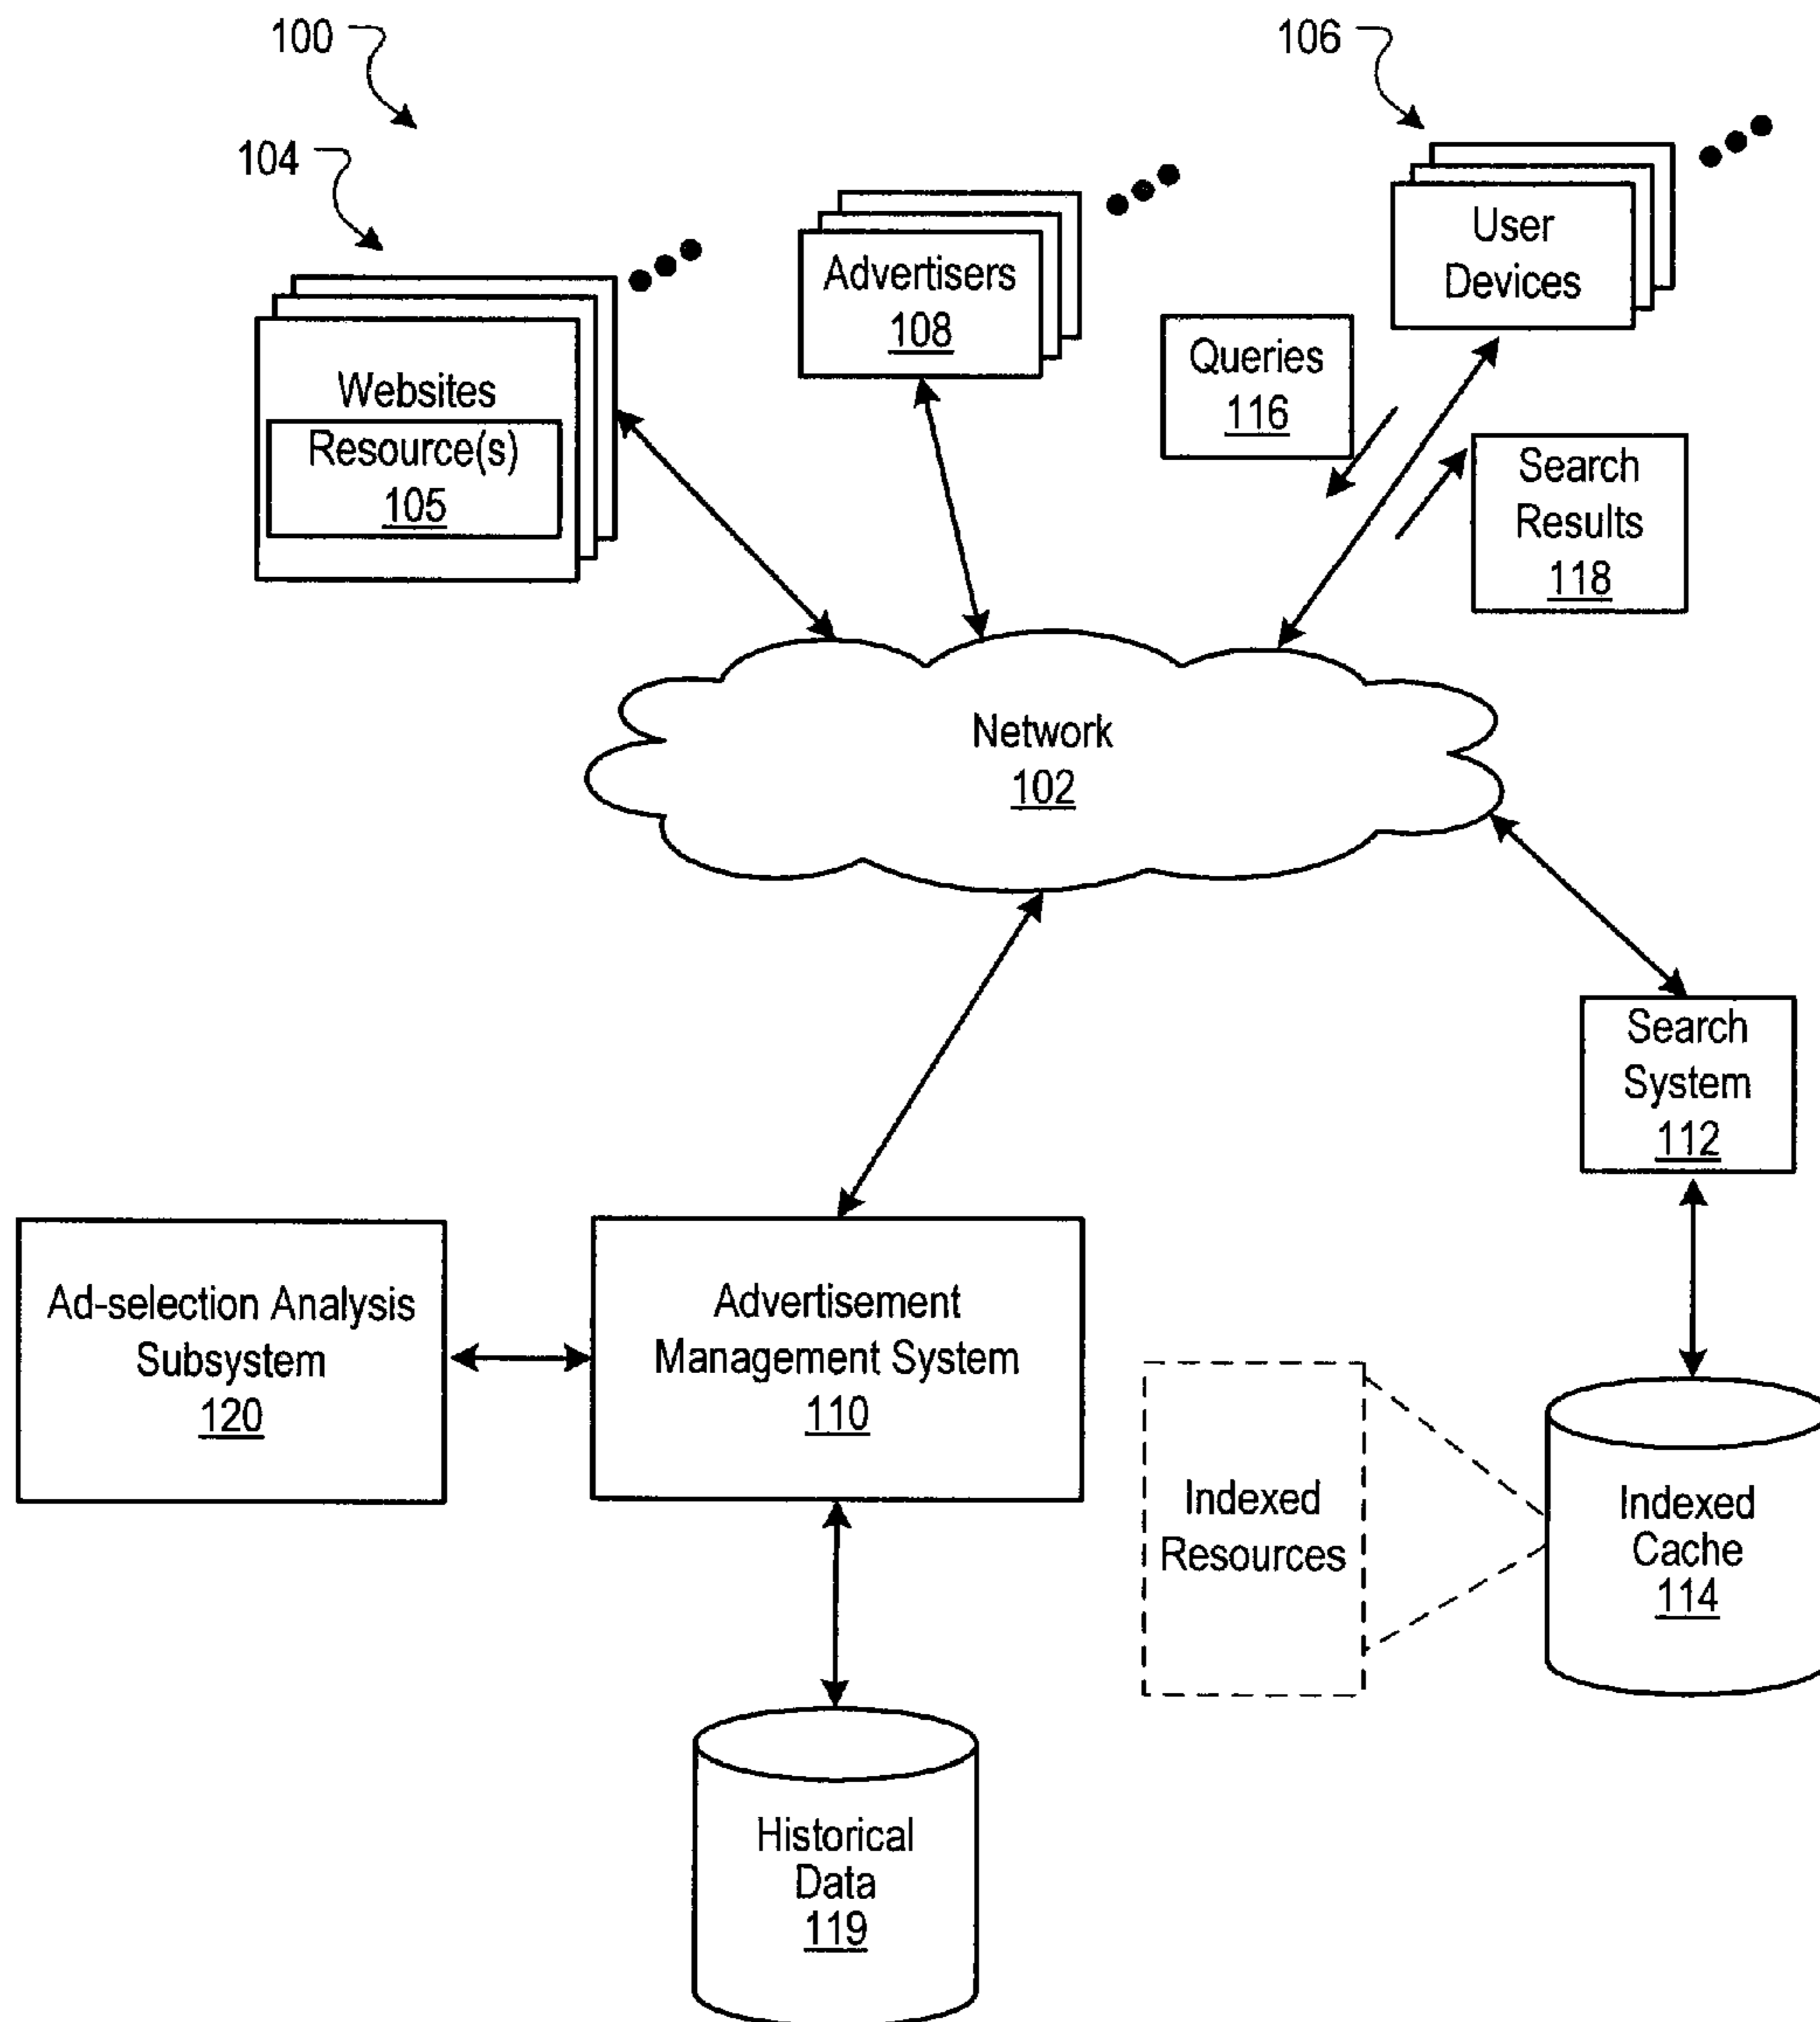 100
106
104
User
Devices
Advertisers
108
Queries
116
Websites
Resource(s)
105
Search
Results
118
Network
102
Search
System
112
Ad-selection Analysis
Subsystem
120
Advertisement
Management System
110
Indexed
Resources
Indexed
Cache
114
Historical
Data
119